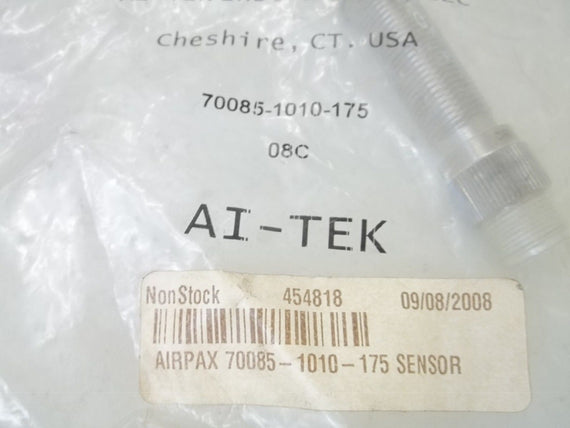 Cheshire, CT. USA
70085-1010-175
08C
AI-TEK
NonStock 454818 09/08/2008
AIRPAX 70085-1010-175 SENSOR